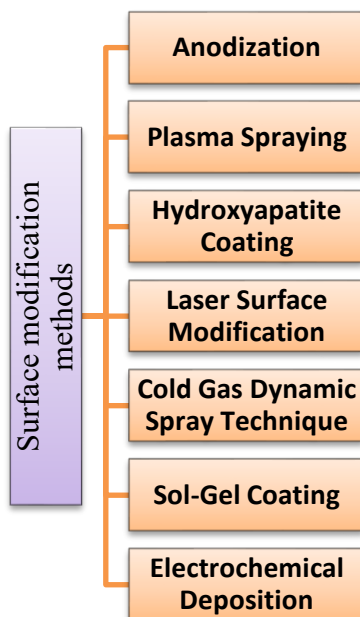 Surface modification
methods
Anodization
Plasma Spraying
Hydroxyapatite
Coating
Laser Surface
Modification
Cold Gas Dynamic
Spray Technique
Sol-Gel Coating
Electrochemical
Deposition